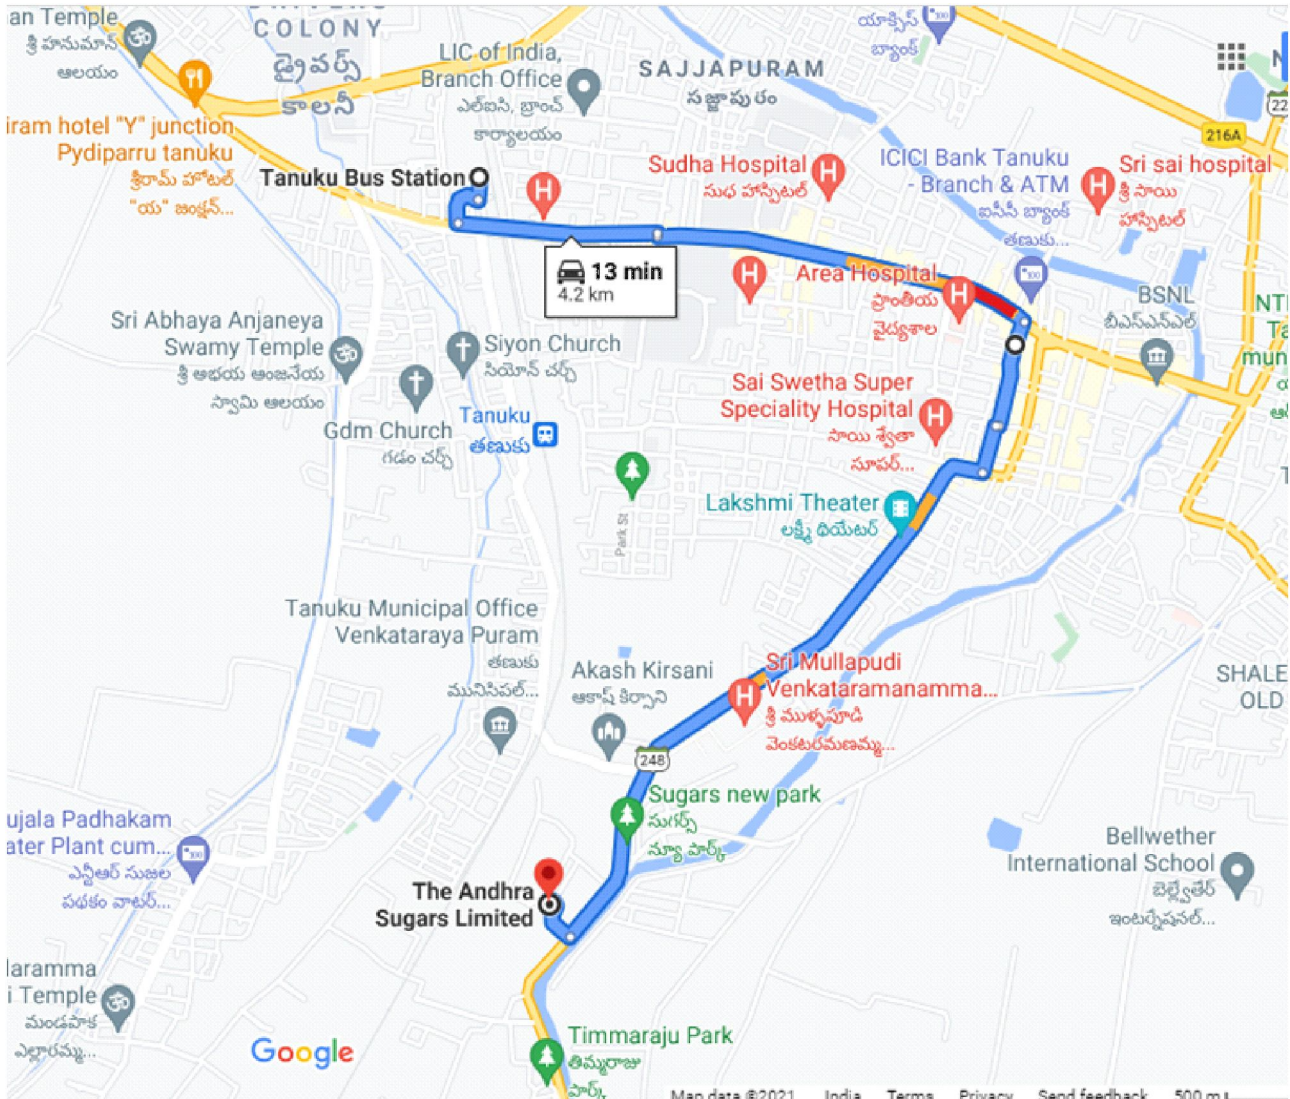 an Temple
శ్రీ హనుమాన్
ఆలయం
COLONY
డ్రైవర్స్
కాలనీ
LIC of India,
Branch Office
ఎల్ఐసి, బ్రాంచ్
కార్యాలయం
SAJJAPURAM
సజ్జాపురం
యాక్సిస్
బ్యాంక్
216A
iram hotel "Y" junction
Pydiparru tanuku
శ్రీరామ్ హోటల్
"య" జంక్షన్...
Tanuku Bus Station
Sudha Hospital
సుధ హాస్పిటల్
ICICI Bank Tanuku
- Branch & ATM
ఐసీసీ బ్యాంక్
తణుకు...
Sri sai hospital
శ్రీ సాయి
హాస్పిటల్
13 min
4.2 km
Area Hospital
ప్రాంతీయ
వైద్యశాల
BSNL
బీఎస్ఎన్ఎల్
Sri Abhaya Anjaneya
Swamy Temple
శ్రీ అభయ ఆంజనేయ
స్వామి ఆలయం
Siyon Church
సియోన్ చర్చ్
Gdm Church
గడం చర్చ్
Tanuku
తణుకు
Sai Swetha Super
Speciality Hospital
సాయి శ్వేతా
సూపర్...
Lakshmi Theater
లక్ష్మీ థియేటర్
Park St
Tanuku Municipal Office
Venkataraya Puram
తణుకు
మునిసిపల్...
Akash Kirsani
ఆకాష్ కిర్సాని
Sri Mullapudi
Venkataramanamma...
శ్రీ ముళ్ళపూడి
వెంకటరమణమ్మ...
SHALE
OLD
248
Sugars new park
సుగర్స్
న్యూ పార్క్
ujala Padhakam
ater Plant cum...
ఎన్టీఆర్ సుజల
పథకం వాటర్...
The Andhra
Sugars Limited
Bellwether
International School
బెల్వెతేర్
ఇంటర్నేషనల్...
laramma
i Temple
మండపాక
ఎల్లారమ్మ...
Google
Timmaraju Park
తిమ్మరాజు
పార్క్
Map data ©2021 India Terms Privacy Send feedback 500 m